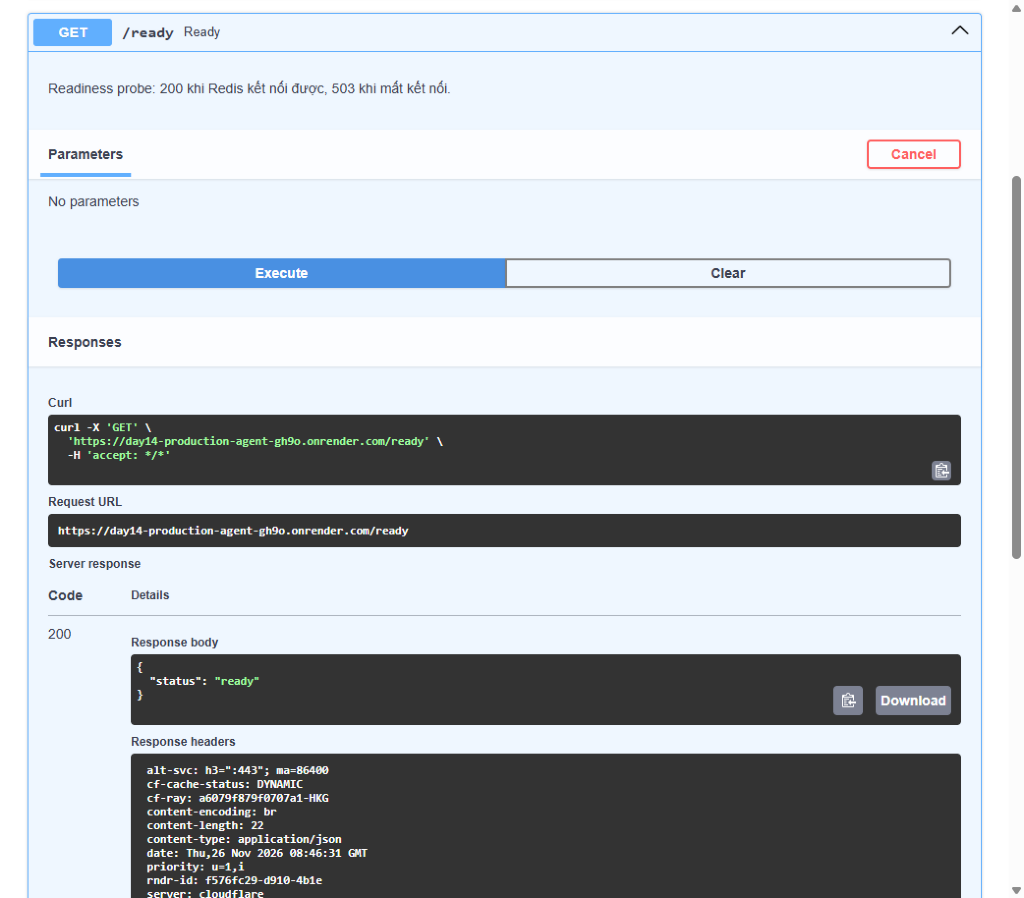 GET /ready Ready
Readiness probe: 200 khi Redis kết nối được, 503 khi mất kết nối.
Parameters
Cancel
No parameters
Execute
Clear
Responses
Curl
curl -X 'GET' \
'https://day14-production-agent-gh9o.onrender.com/ready' \
-H 'accept: */*'
Request URL
https://day14-production-agent-gh9o.onrender.com/ready
Server response
Code Details
200
Response body
{
"status": "ready"
}
Download
Response headers
alt-svc: h3=":443"; ma=86400
cf-cache-status: DYNAMIC
cf-ray: a6079f879f0707a1-HKG
content-encoding: br
content-length: 22
content-type: application/json
date: Thu,26 Nov 2026 08:46:31 GMT
priority: u=1,i
rndr-id: f576fc29-d910-4b1e
server: cloudflare